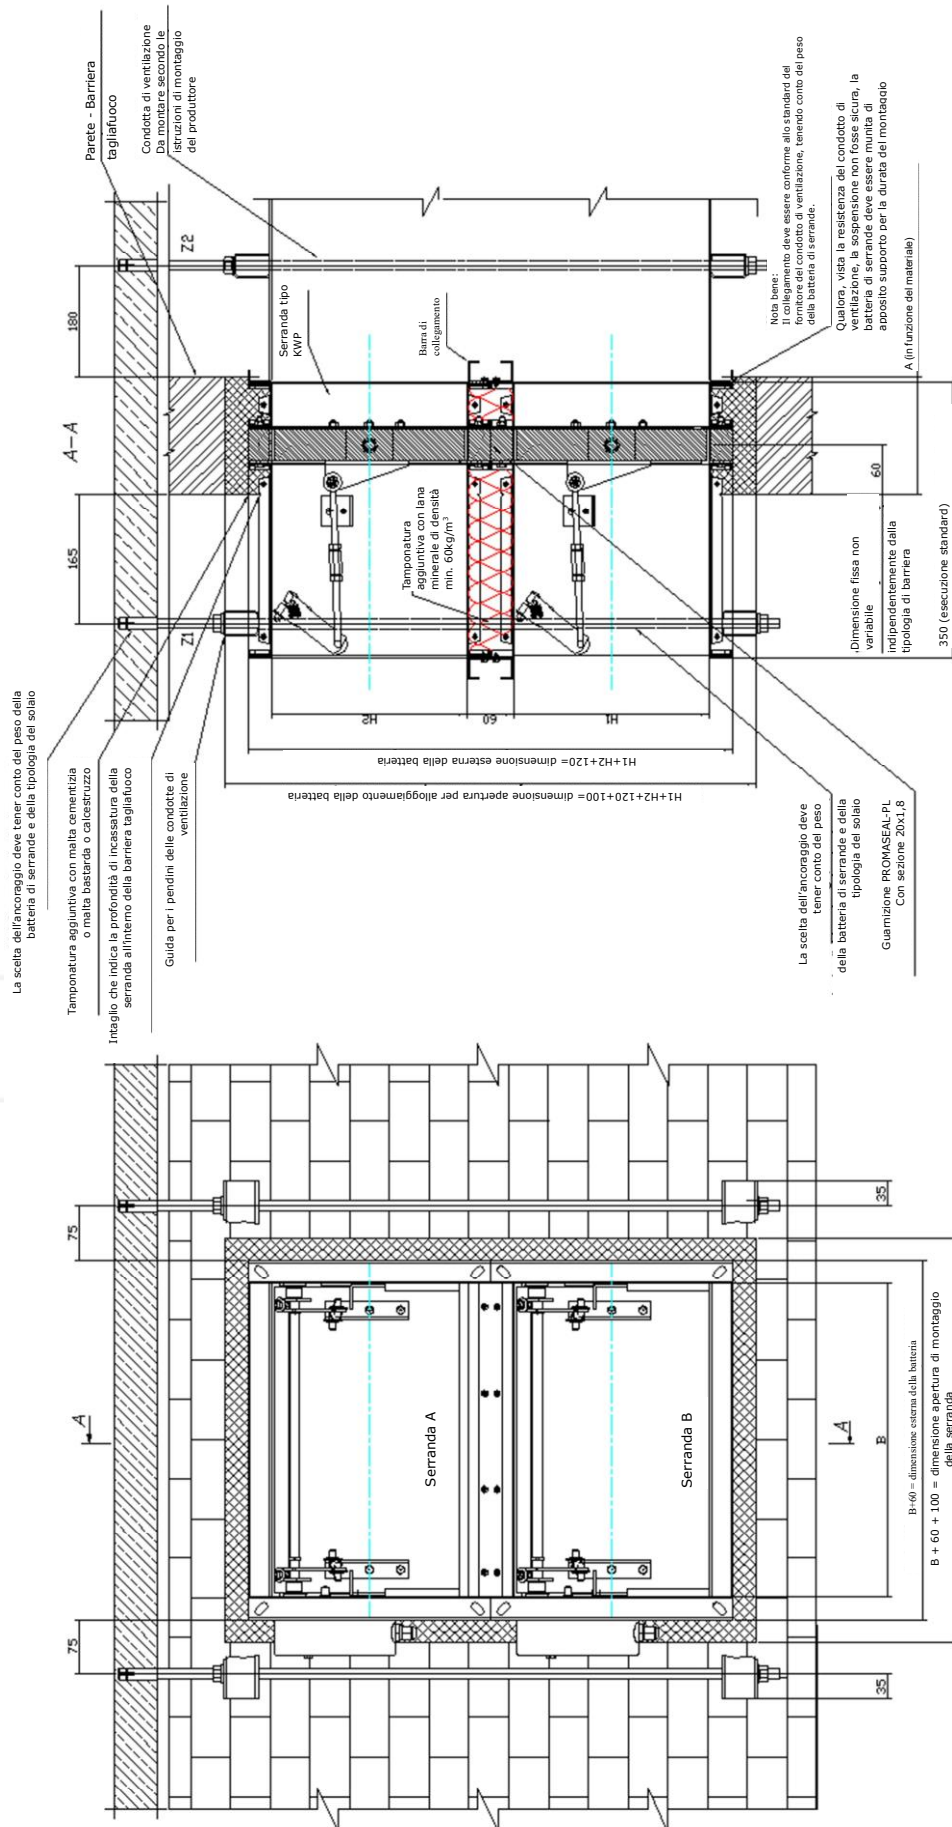 Parete - Barriera
tagliafuoco
Condotta di ventilazione
Da montare secondo le
istruzioni di montaggio
del produttore
Z2
180
Serranda tipo
KWP
Barra di
collegamento
Nota bene:
Il collegamento deve essere conforme allo standard del
fornitore del condotto di ventilazione, tenendo conto del peso
della batteria di serrande.
Qualora, vista la resistenza del condotto di
ventilazione, la sospensione non fosse sicura, la
batteria di serrande deve essere munita di
apposito supporto per la durata del montaggio
A (in funzione del materiale)
A-A
165
Z1
Tamponatura
aggiuntiva con lana
minerale di densità
min. 60kg/m³
60
,Dimensione fissa non
variabile
indipendentemente dalla
tipologia di barriera
350 (esecuzione standard)
H2
60
H1
H1+H2+120= dimensione esterna della batteria
H1+H2+120+100= dimensione apertura per alloggiamento della batteria
La scelta dell'ancoraggio deve tener conto del peso della
batteria di serrande e della tipologia del solaio
Tamponatura aggiuntiva con malta cementizia
o malta bastarda o calcestruzzo
Intaglio che indica la profondità di incassatura della
serranda all'interno della barriera tagliafuoco
Guida per i pendini delle condotte di
ventilazione
La scelta dell'ancoraggio deve
tener conto del peso
della batteria di serrande e della
tipologia del solaio
Guarnizione PROMASEAL-PL
Con sezione 20x1,8
75
35
A
Serranda A
Serranda B
A
B
B+60 = dimensione esterna della batteria
B + 60 + 100 = dimensione apertura di montaggio
della serranda
75
35